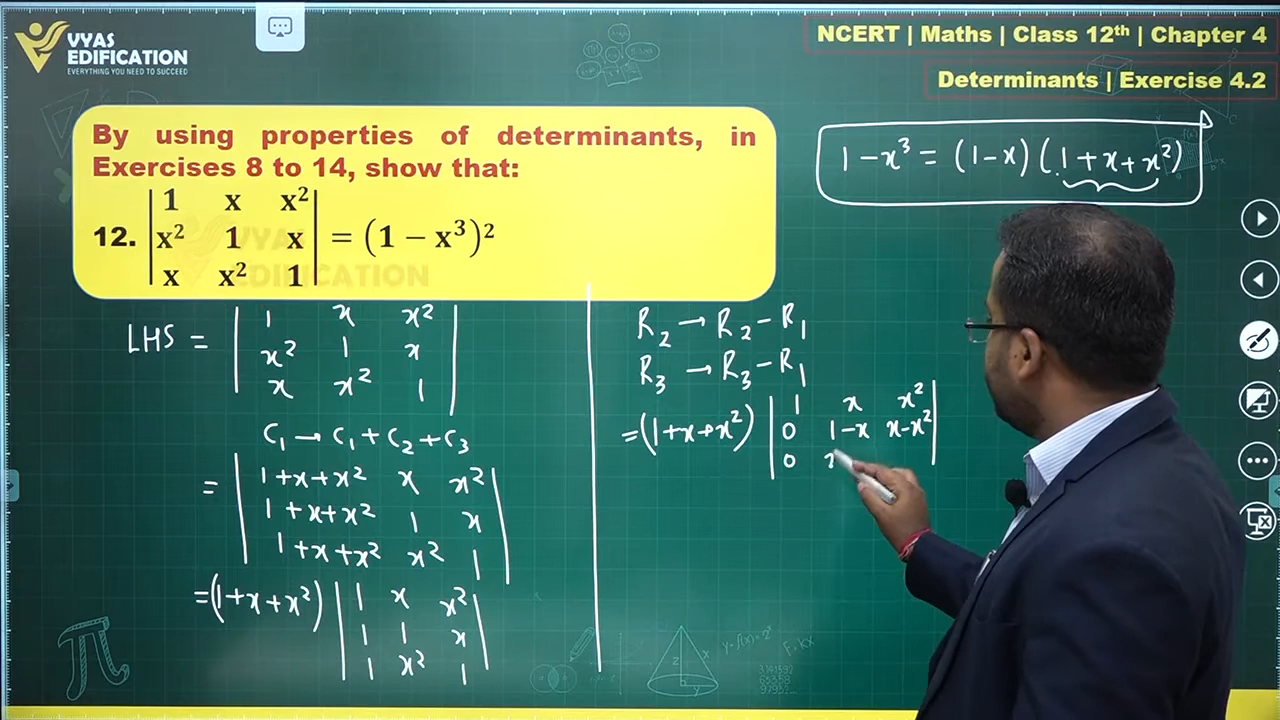 VYAS
EDIFICATION
EVERYTHING YOU NEED TO SUCCEED
NCERT | Maths | Class 12th | Chapter 4
Determinants | Exercise 4.2
By using properties of determinants, in
Exercises 8 to 14, show that:
12. | 1 x x² |
| x² 1 x | = (1 − x³)²
| x x² 1 |
1 − x³ = (1−x) (1 + x + x²)
LHS = | 1 x x² |
| x² 1 x |
| x x² 1 |
C₁ → C₁ + C₂ + C₃
= | 1+x+x² x x² |
| 1+x+x² 1 x |
| 1+x+x² x² 1 |
= (1+x+x²) | 1 x x² |
| 1 1 x |
| 1 x² 1 |
R₂ → R₂ − R₁
R₃ → R₃ − R₁
= (1+x+x²) | 1 x x² |
| 0 1−x x−x² |
| 0